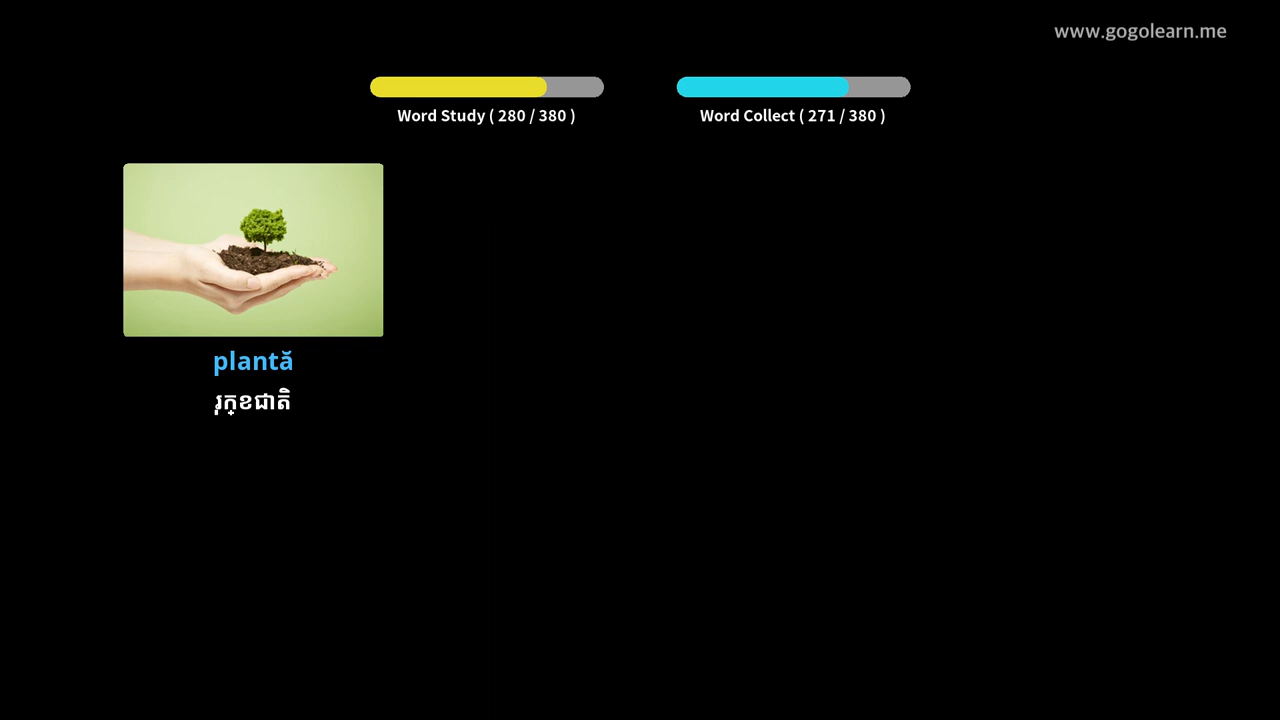 www.gogolearn.me
Word Study ( 280 / 380 )
Word Collect ( 271 / 380 )
plantă
រុក្ខជាតិ